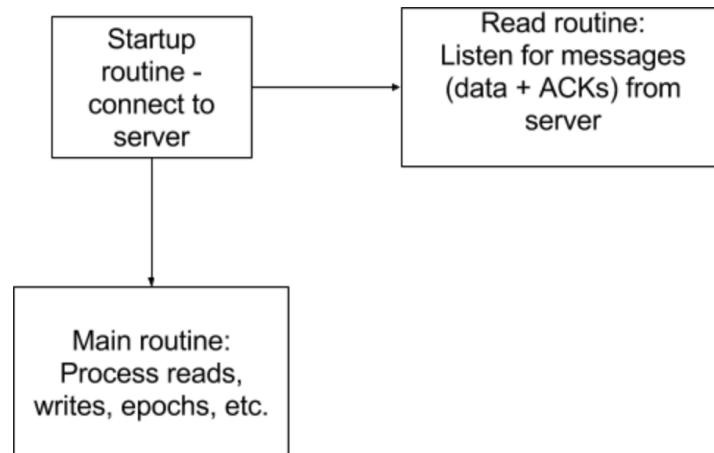 Startup
routine -
connect to
server
Read routine:
Listen for messages
(data + ACKs) from
server
Main routine:
Process reads,
writes, epochs, etc.